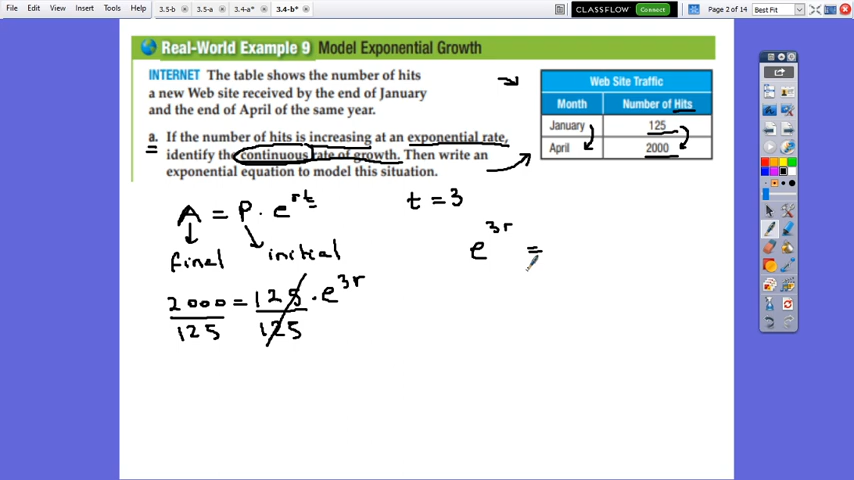 File Edit View Insert Tools Help
3.5-b 3.5-a 3.4-a* 3.4-b*
CLASSFLOW Connect
Page 2 of 14
Best Fit
Real-World Example 9 Model Exponential Growth
INTERNET The table shows the number of hits
a new Web site received by the end of January
and the end of April of the same year.
a. If the number of hits is increasing at an exponential rate,
identify the continuous rate of growth. Then write an
exponential equation to model this situation.
Web Site Traffic
Month Number of Hits
January 125
April 2000
A = P · e^rt
t = 3
final initial
e^3r =
2000/125 = 125/125 · e^3r